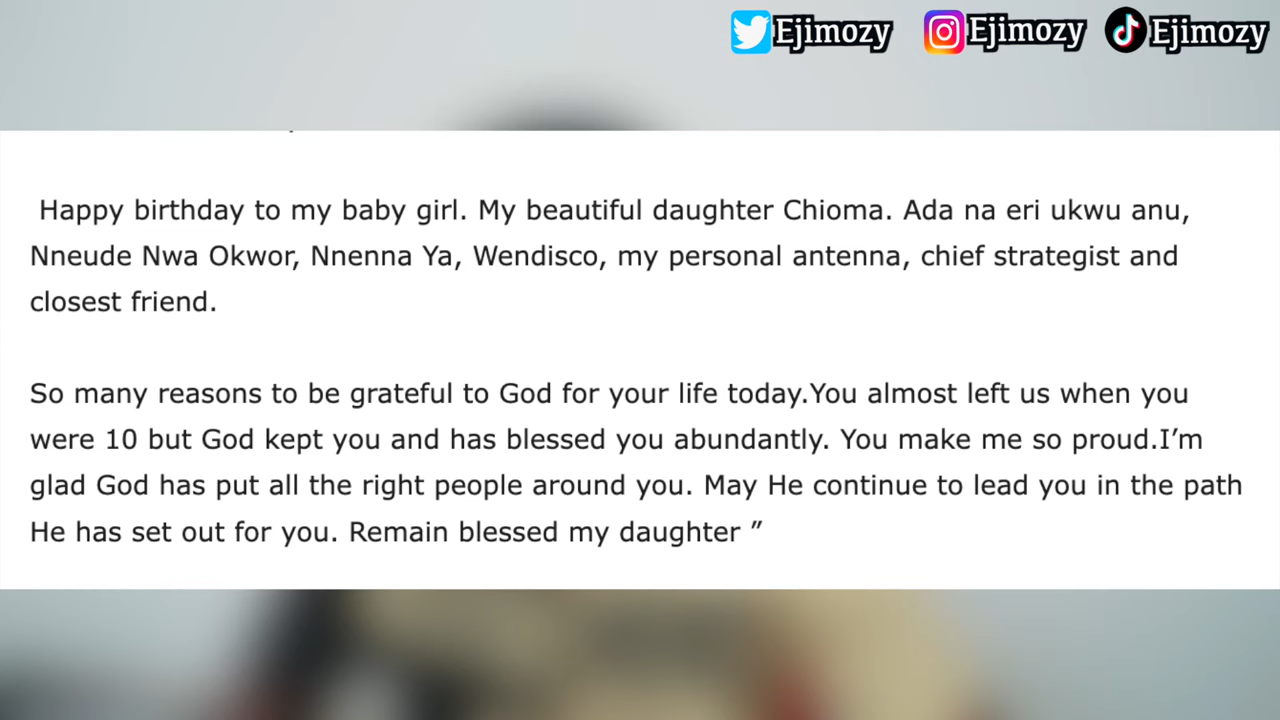 Ejimozy Ejimozy Ejimozy
Happy birthday to my baby girl. My beautiful daughter Chioma. Ada na eri ukwu anu,
Nneude Nwa Okwor, Nnenna Ya, Wendisco, my personal antenna, chief strategist and
closest friend.
So many reasons to be grateful to God for your life today.You almost left us when you
were 10 but God kept you and has blessed you abundantly. You make me so proud.I’m
glad God has put all the right people around you. May He continue to lead you in the path
He has set out for you. Remain blessed my daughter ”